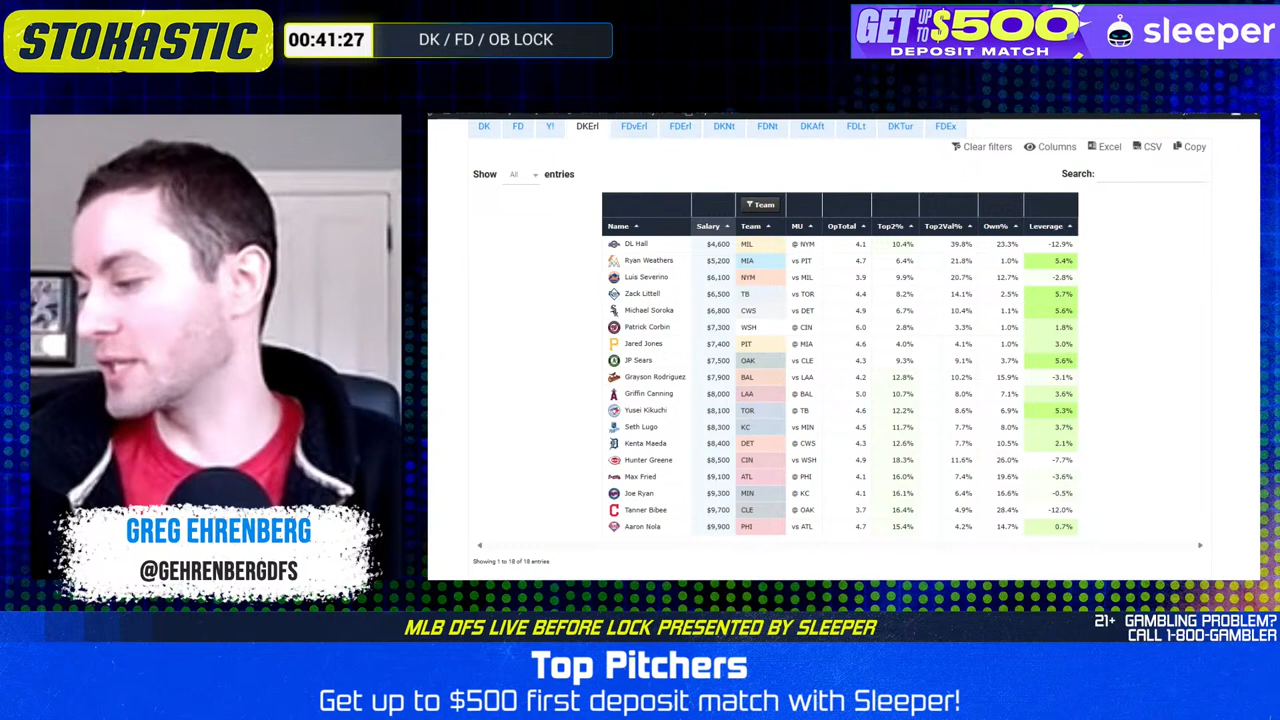 STOKASTIC
00:41:27 DK / FD / OB LOCK
GET UP TO $500
DEPOSIT MATCH
sleeper
DK FD Y! DKErl FDvErl FDErl DKNt FDNt DKAft FDLt DKTur FDEx
Clear filters Columns Excel CSV Copy
Show All entries Search:
Team
Name Salary Team MU OpTotal Top2% Top2Val% Own% Leverage
DL Hall $4,600 MIL @ NYM 4.1 10.4% 39.8% 23.3% -12.9%
Ryan Weathers $5,200 MIA vs PIT 4.7 6.4% 21.8% 1.0% 5.4%
Luis Severino $6,100 NYM vs MIL 3.9 9.9% 20.7% 12.7% -2.8%
Zack Littell $6,500 TB vs TOR 4.4 8.2% 14.1% 2.5% 5.7%
Michael Soroka $6,800 CWS vs DET 4.9 6.7% 10.4% 1.1% 5.6%
Patrick Corbin $7,300 WSH @ CIN 6.0 2.8% 3.3% 1.0% 1.8%
Jared Jones $7,400 PIT @ MIA 4.6 4.0% 4.1% 1.0% 3.0%
JP Sears $7,500 OAK vs CLE 4.3 9.3% 9.1% 3.7% 5.6%
Grayson Rodriguez $7,900 BAL vs LAA 4.2 12.8% 10.2% 15.9% -3.1%
Griffin Canning $8,000 LAA @ BAL 5.0 10.7% 8.0% 7.1% 3.6%
Yusei Kikuchi $8,100 TOR @ TB 4.6 12.2% 8.6% 6.9% 5.3%
Seth Lugo $8,300 KC vs MIN 4.5 11.7% 7.7% 8.0% 3.7%
Kenta Maeda $8,400 DET @ CWS 4.3 12.6% 7.7% 10.5% 2.1%
Hunter Greene $8,500 CIN vs WSH 4.9 18.3% 11.6% 26.0% -7.7%
Max Fried $9,100 ATL @ PHI 4.1 16.0% 7.4% 19.6% -3.6%
Joe Ryan $9,300 MIN @ KC 4.1 16.1% 6.4% 16.6% -0.5%
Tanner Bibee $9,700 CLE @ OAK 3.7 16.4% 4.9% 28.4% -12.0%
Aaron Nola $9,900 PHI vs ATL 4.7 15.4% 4.2% 14.7% 0.7%
Showing 1 to 18 of 18 entries
GREG EHRENBERG
@GEHRENBERGDFS
MLB DFS LIVE BEFORE LOCK PRESENTED BY SLEEPER
21+ GAMBLING PROBLEM?
CALL 1-800-GAMBLER
Top Pitchers
Get up to $500 first deposit match with Sleeper!